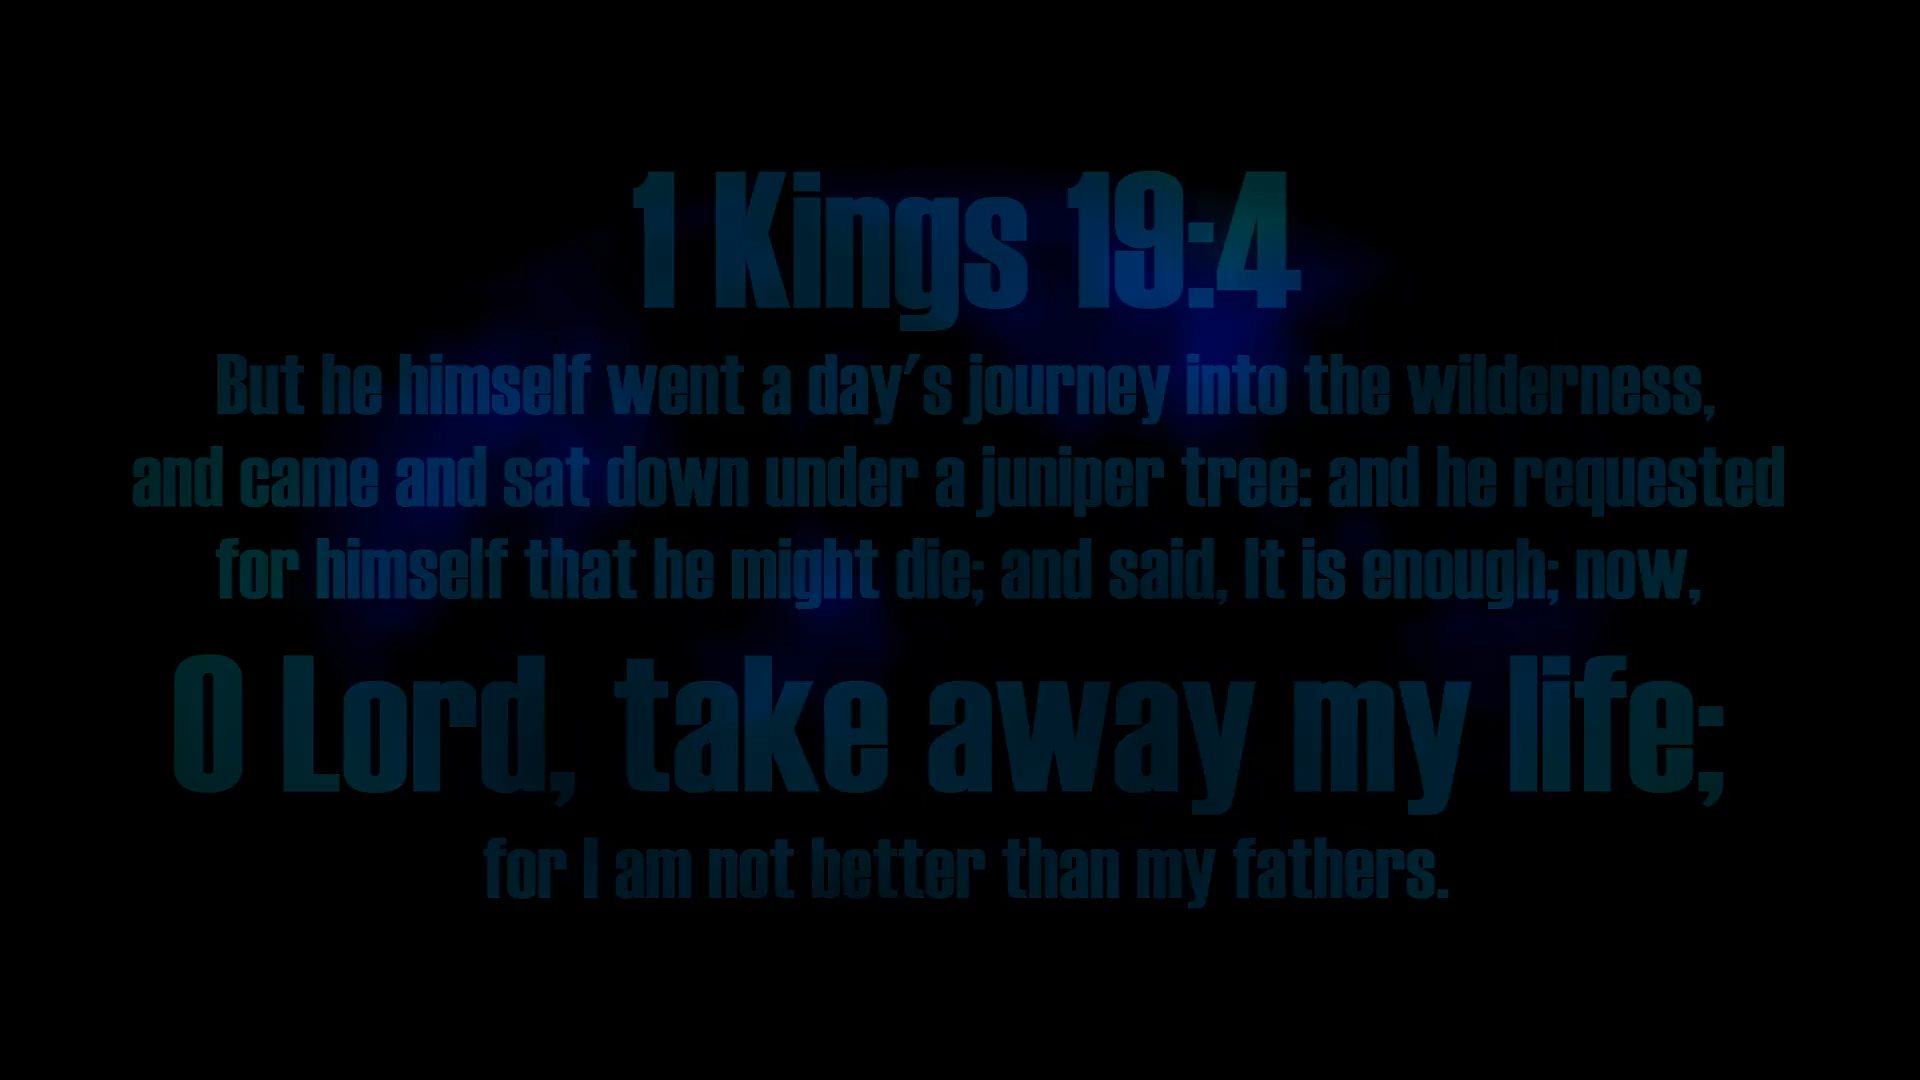 1 Kings 19:4
But he himself went a day's journey into the wilderness,
and came and sat down under a juniper tree: and he requested
for himself that he might die; and said, It is enough; now,
O Lord, take away my life;
for I am not better than my fathers.